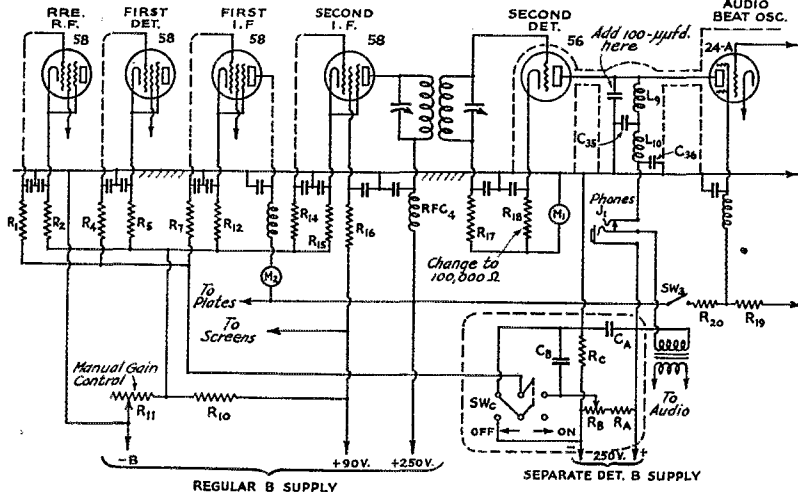 RRE. R.F.
58
FIRST DET.
58
FIRST I.F
58
SECOND I.F.
58
SECOND DET.
56
Add 100-μμfd. here
AUDIO BEAT OSC.
24-A
C35
L9
L10
C36
R1
R2
R4
R5
R7
R12
R14
R15
R16
RFC4
R17
R18
M1
Phones
J1
M2
Change to 100,000 Ω
To Plates
To Screens
SW3
R20
R19
Manual Gain Control
R11
R10
CB
CA
RC
SWC
OFF
ON
RB
RA
To Audio
-B
+90V.
+250V.
- 250V. +
REGULAR B SUPPLY
SEPARATE DET. B SUPPLY